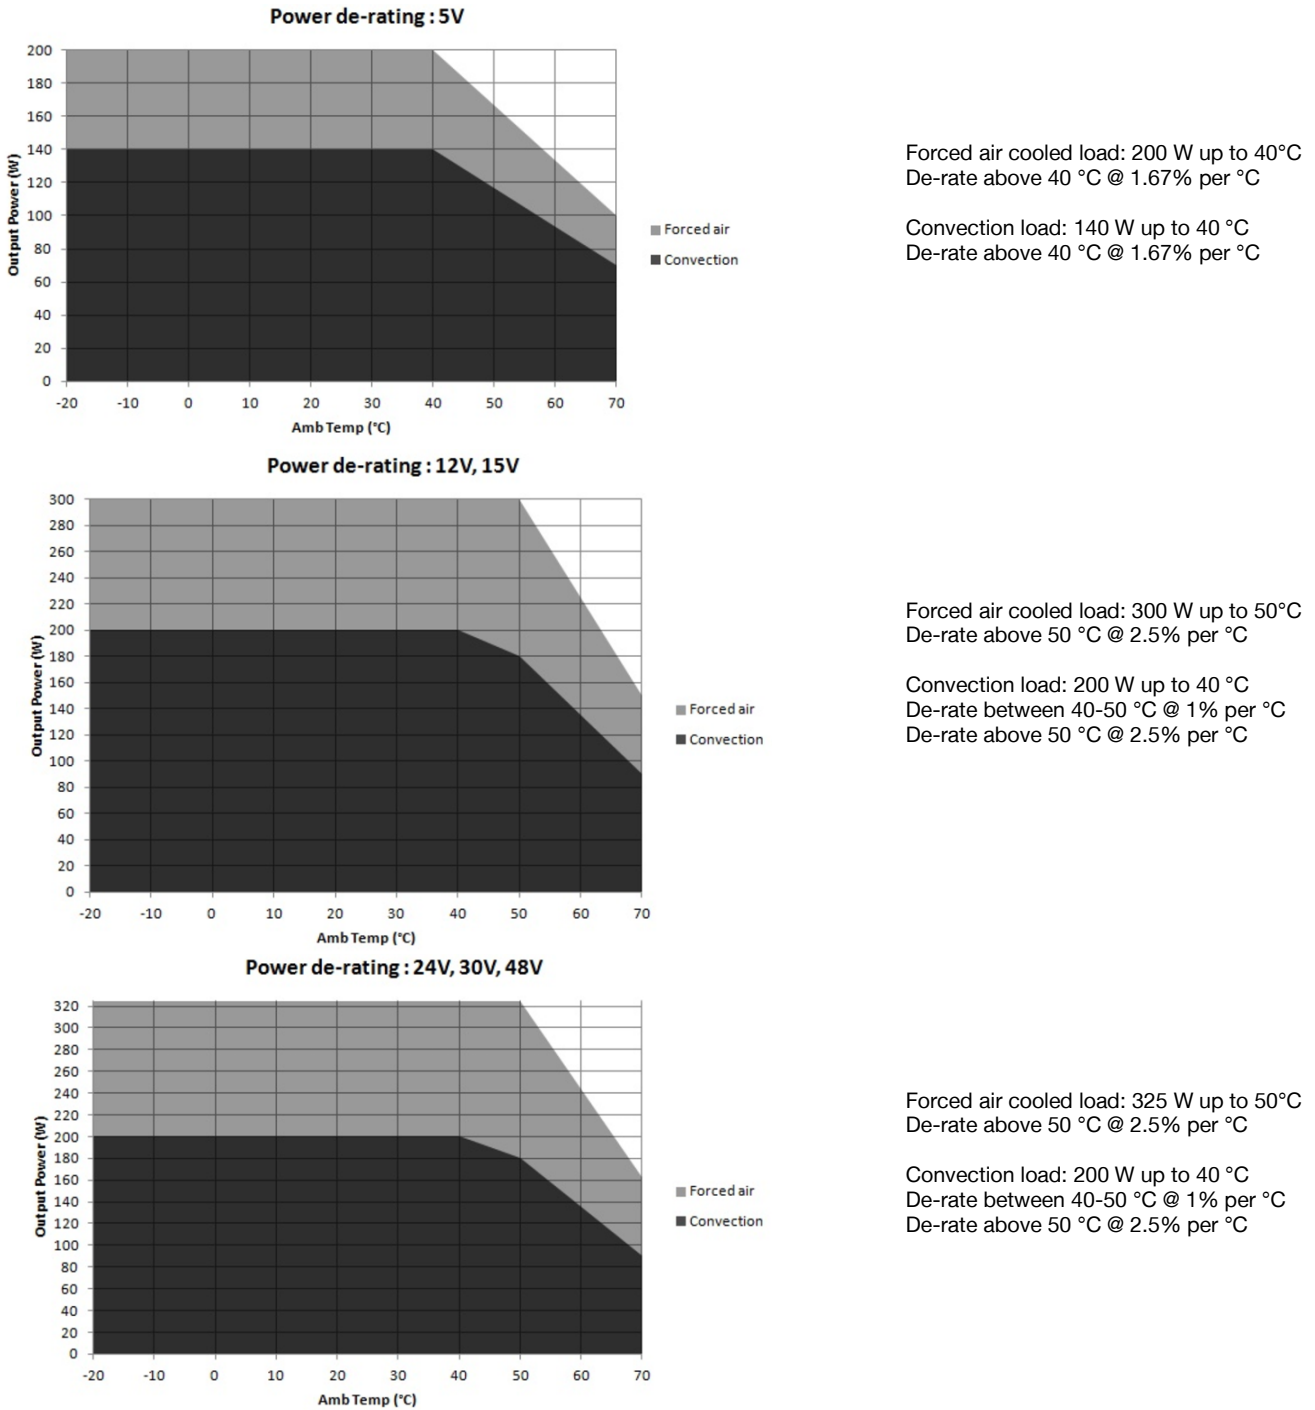 Power de-rating : 5V
200
180
160
140
120
100
80
60
40
20
0
Output Power (W)
-20 -10 0 10 20 30 40 50 60 70
Amb Temp (°C)
Forced air
Convection
Forced air cooled load: 200 W up to 40°C
De-rate above 40 °C @ 1.67% per °C
Convection load: 140 W up to 40 °C
De-rate above 40 °C @ 1.67% per °C
Power de-rating : 12V, 15V
300
280
260
240
220
200
180
160
140
120
100
80
60
40
20
0
Output Power (W)
-20 -10 0 10 20 30 40 50 60 70
Amb Temp (°C)
Forced air
Convection
Forced air cooled load: 300 W up to 50°C
De-rate above 50 °C @ 2.5% per °C
Convection load: 200 W up to 40 °C
De-rate between 40-50 °C @ 1% per °C
De-rate above 50 °C @ 2.5% per °C
Power de-rating : 24V, 30V, 48V
320
300
280
260
240
220
200
180
160
140
120
100
80
60
40
20
0
Output Power (W)
-20 -10 0 10 20 30 40 50 60 70
Amb Temp (°C)
Forced air
Convection
Forced air cooled load: 325 W up to 50°C
De-rate above 50 °C @ 2.5% per °C
Convection load: 200 W up to 40 °C
De-rate between 40-50 °C @ 1% per °C
De-rate above 50 °C @ 2.5% per °C